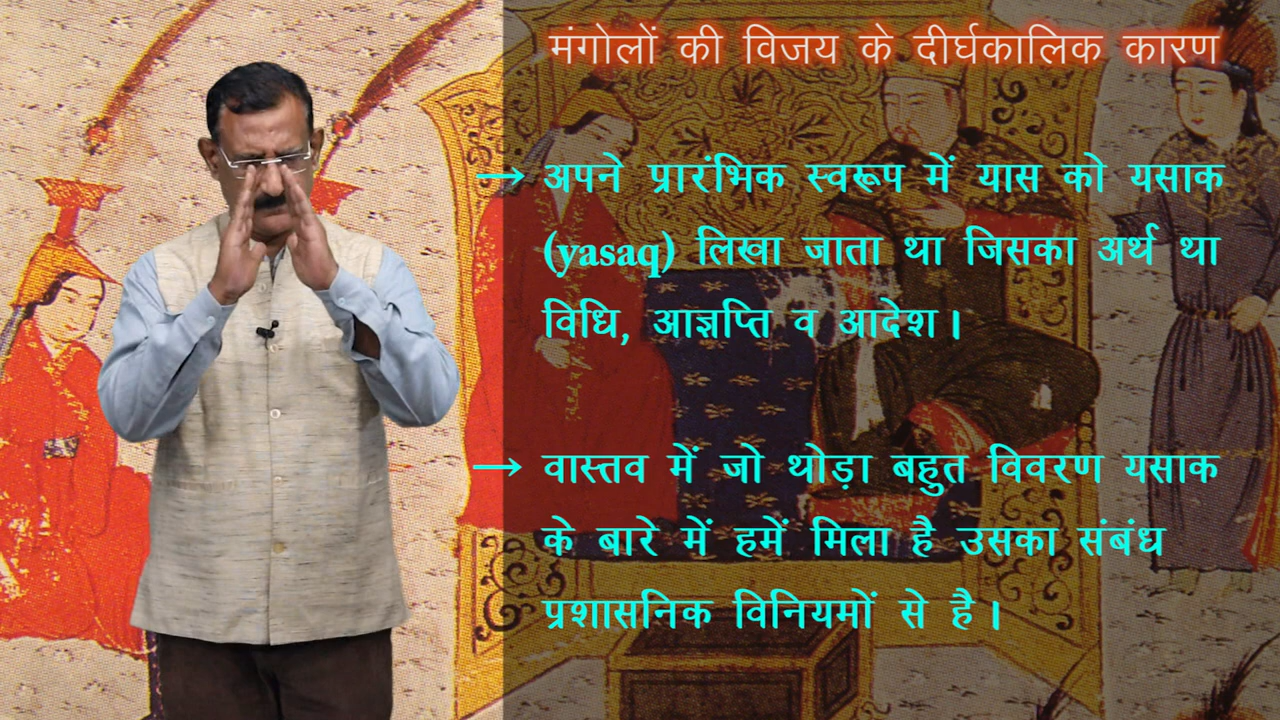 मंगोलों की विजय के दीर्घकालिक कारण
→ अपने प्रारंभिक स्वरूप में यास को यसाक
(yasaq) लिखा जाता था जिसका अर्थ था
विधि, आज्ञप्ति व आदेश।
→ वास्तव में जो थोड़ा बहुत विवरण यसाक
के बारे में हमें मिला है उसका संबंध
प्रशासनिक विनियमों से है।